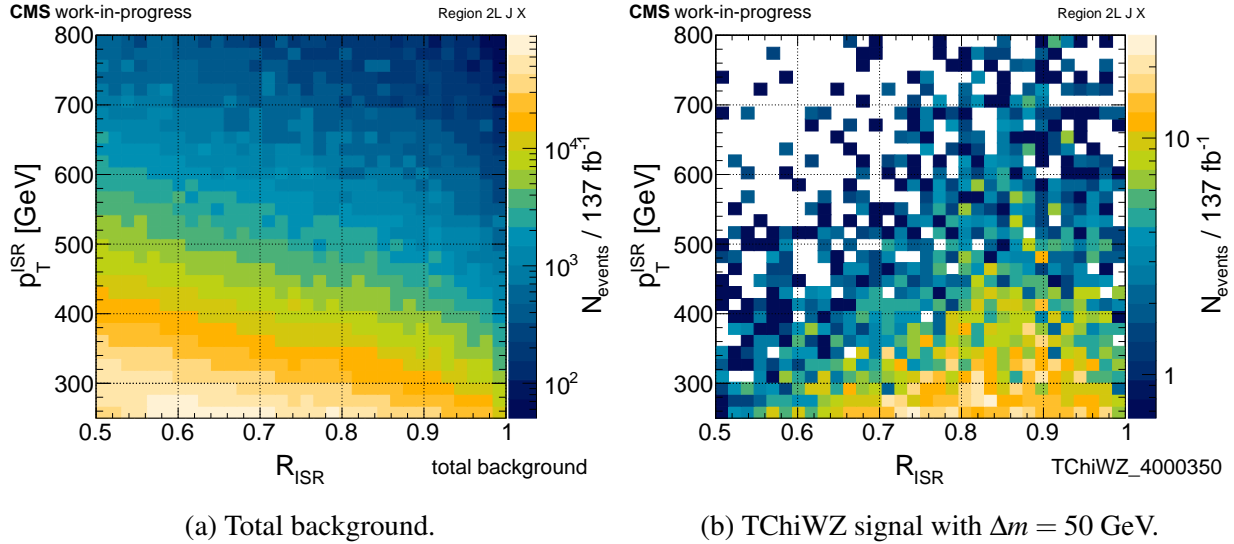 CMS work-in-progress
Region 2L J X
800
700
600
500
400
300
p_T^ISR [GeV]
0.5 0.6 0.7 0.8 0.9 1
R_ISR
total background
10^4
10^3
10^2
N_events / 137 fb^-1
CMS work-in-progress
Region 2L J X
800
700
600
500
400
300
p_T^ISR [GeV]
0.5 0.6 0.7 0.8 0.9 1
R_ISR
TChiWZ_4000350
10
1
N_events / 137 fb^-1
(a) Total background.
(b) TChiWZ signal with Δm = 50 GeV.